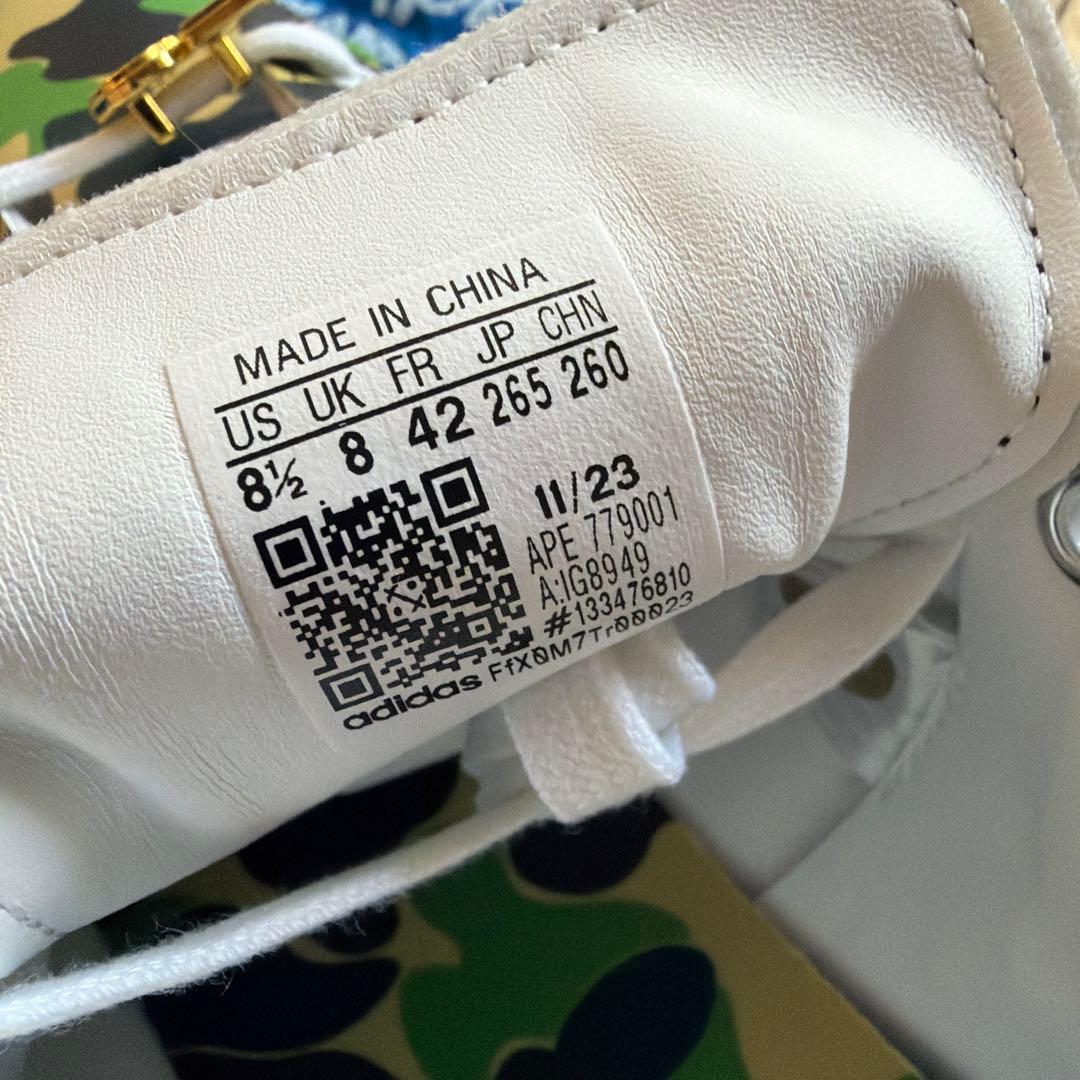 MADE IN CHINA
US UK FR JP CHN
8½ 8 42 265 260
11/23
APE 779001
A:IG8949
#133476810
adidas FfX0M7Tr00023